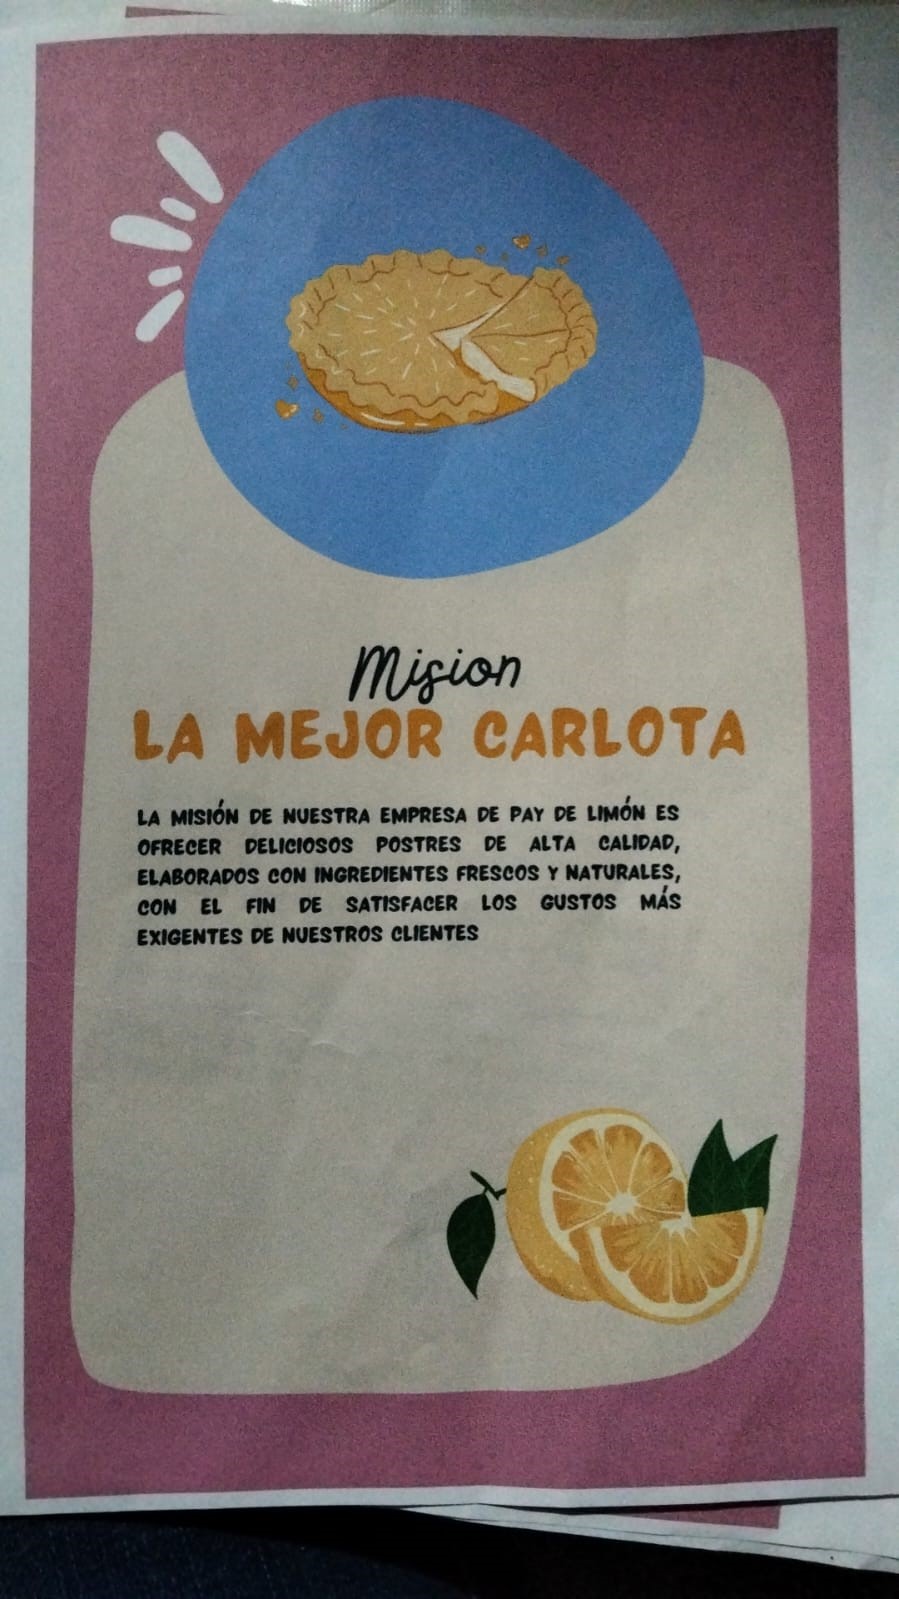 Mision
LA MEJOR CARLOTA
LA MISIÓN DE NUESTRA EMPRESA DE PAY DE LIMÓN ES
OFRECER DELICIOSOS POSTRES DE ALTA CALIDAD,
ELABORADOS CON INGREDIENTES FRESCOS Y NATURALES,
CON EL FIN DE SATISFACER LOS GUSTOS MÁS
EXIGENTES DE NUESTROS CLIENTES